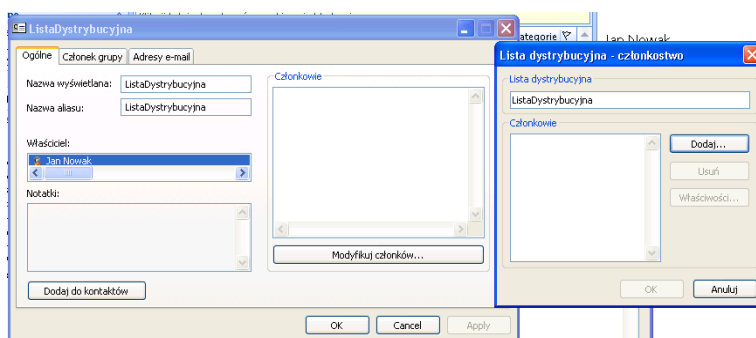 ListaDystrybucyjna
Ogólne
Członek grupy
Adresy e-mail
Nazwa wyświetlana:
ListaDystrybucyjna
Nazwa aliasu:
ListaDystrybucyjna
Właściciel:
Jan Nowak
Notatki:
Dodaj do kontaktów
Członkowie
Modyfikuj członków...
OK
Cancel
Apply
Jan Nowak
Lista dystrybucyjna - członkostwo
Lista dystrybucyjna
ListaDystrybucyjna
Członkowie
Dodaj...
Usuń
Właściwości...
OK
Anuluj